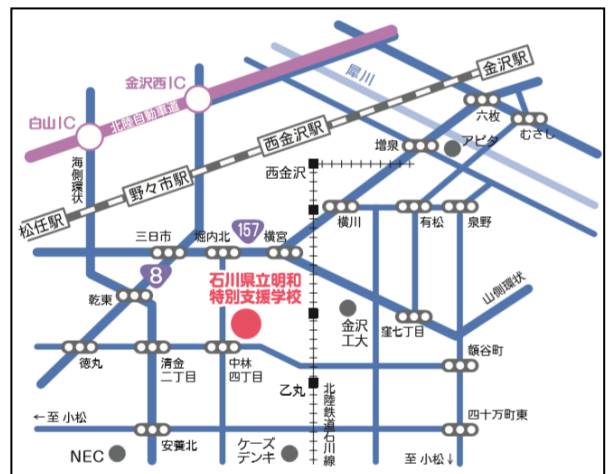 金沢駅
犀川
金沢西IC
六枚
むさし
白山IC
北陸自動車道
西金沢駅
増泉
アピタ
海側環状
野々市駅
西金沢
松任駅
横川
有松
泉野
三日市
堀内北
157
横宮
8
石川県立明和
特別支援学校
山側環状
乾東
金沢
工大
窪七丁目
額谷町
徳丸
清金
二丁目
中林
四丁目
乙丸
北陸鉄道石川線
←至 小松
四十万町東
安養北
NEC
ケーズ
デンキ
至 小松↓